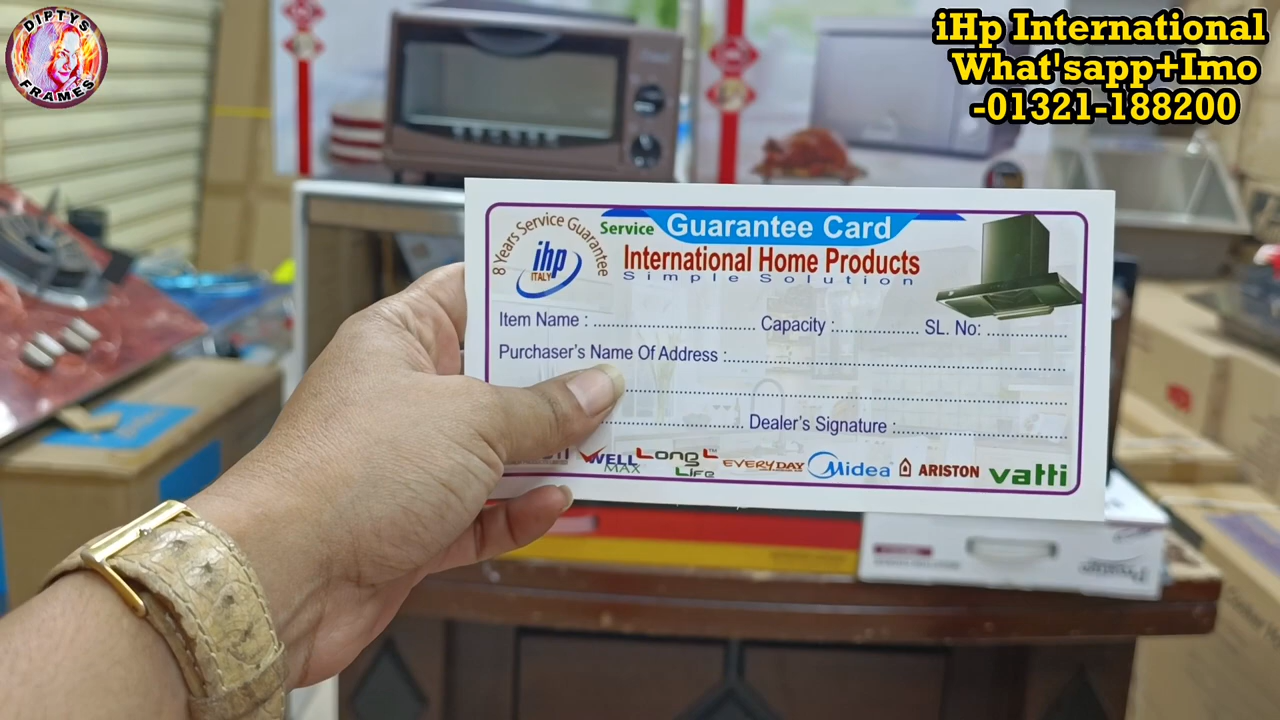 DIPTYS
FRAMES
iHp International
What'sapp+Imo
-01321-188200
8 Years Service Guarantee
ihp
ITALY
Service Guarantee Card
International Home Products
Simple Solution
Item Name : Capacity : SL. No:
Purchaser's Name Of Address :
Dealer's Signature :
WELL MAX Long Life EVERYDAY Midea ARISTON vatti